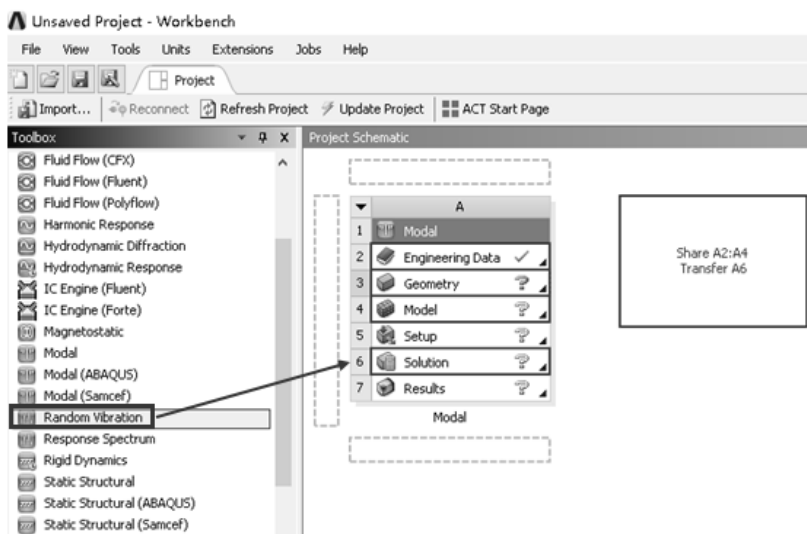 Unsaved Project - Workbench
File View Tools Units Extensions Jobs Help
Project
Import... Reconnect Refresh Project Update Project ACT Start Page
Toolbox
Fluid Flow (CFX)
Fluid Flow (Fluent)
Fluid Flow (Polyflow)
Harmonic Response
Hydrodynamic Diffraction
Hydrodynamic Response
IC Engine (Fluent)
IC Engine (Forte)
Magnetostatic
Modal
Modal (ABAQUS)
Modal (Samcef)
Random Vibration
Response Spectrum
Rigid Dynamics
Static Structural
Static Structural (ABAQUS)
Static Structural (Samcef)
Project Schematic
A
1 Modal
2 Engineering Data
3 Geometry ?
4 Model ?
5 Setup ?
6 Solution ?
7 Results ?
Modal
Share A2:A4
Transfer A6